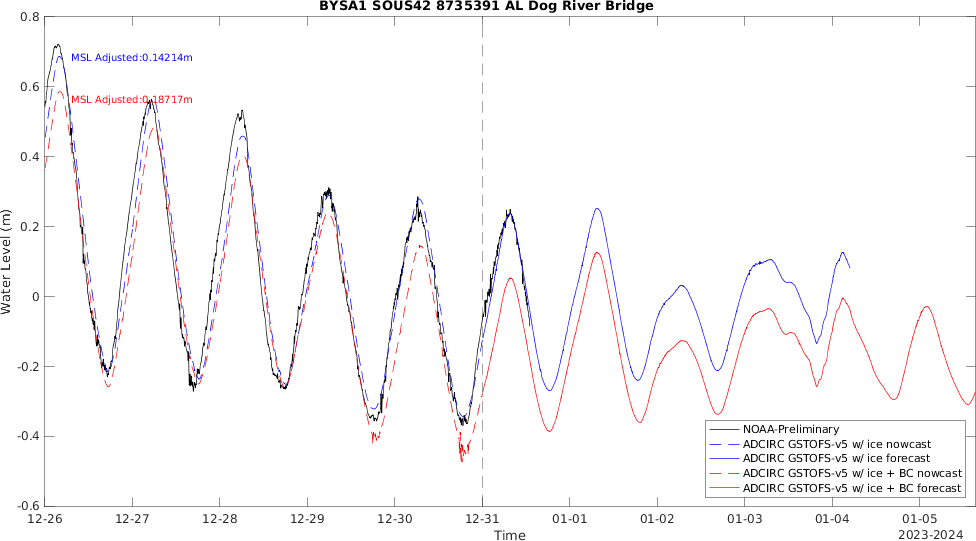 BYSA1 SOUS42 8735391 AL Dog River Bridge
0.8
0.6
0.4
0.2
0
-0.2
-0.4
-0.6
Water Level (m)
MSL Adjusted:0.14214m
MSL Adjusted:0.18717m
NOAA-Preliminary
ADCIRC GSTOFS-v5 w/ ice nowcast
ADCIRC GSTOFS-v5 w/ ice forecast
ADCIRC GSTOFS-v5 w/ ice + BC nowcast
ADCIRC GSTOFS-v5 w/ ice + BC forecast
12-26 12-27 12-28 12-29 12-30 12-31 01-01 01-02 01-03 01-04 01-05
Time
2023-2024